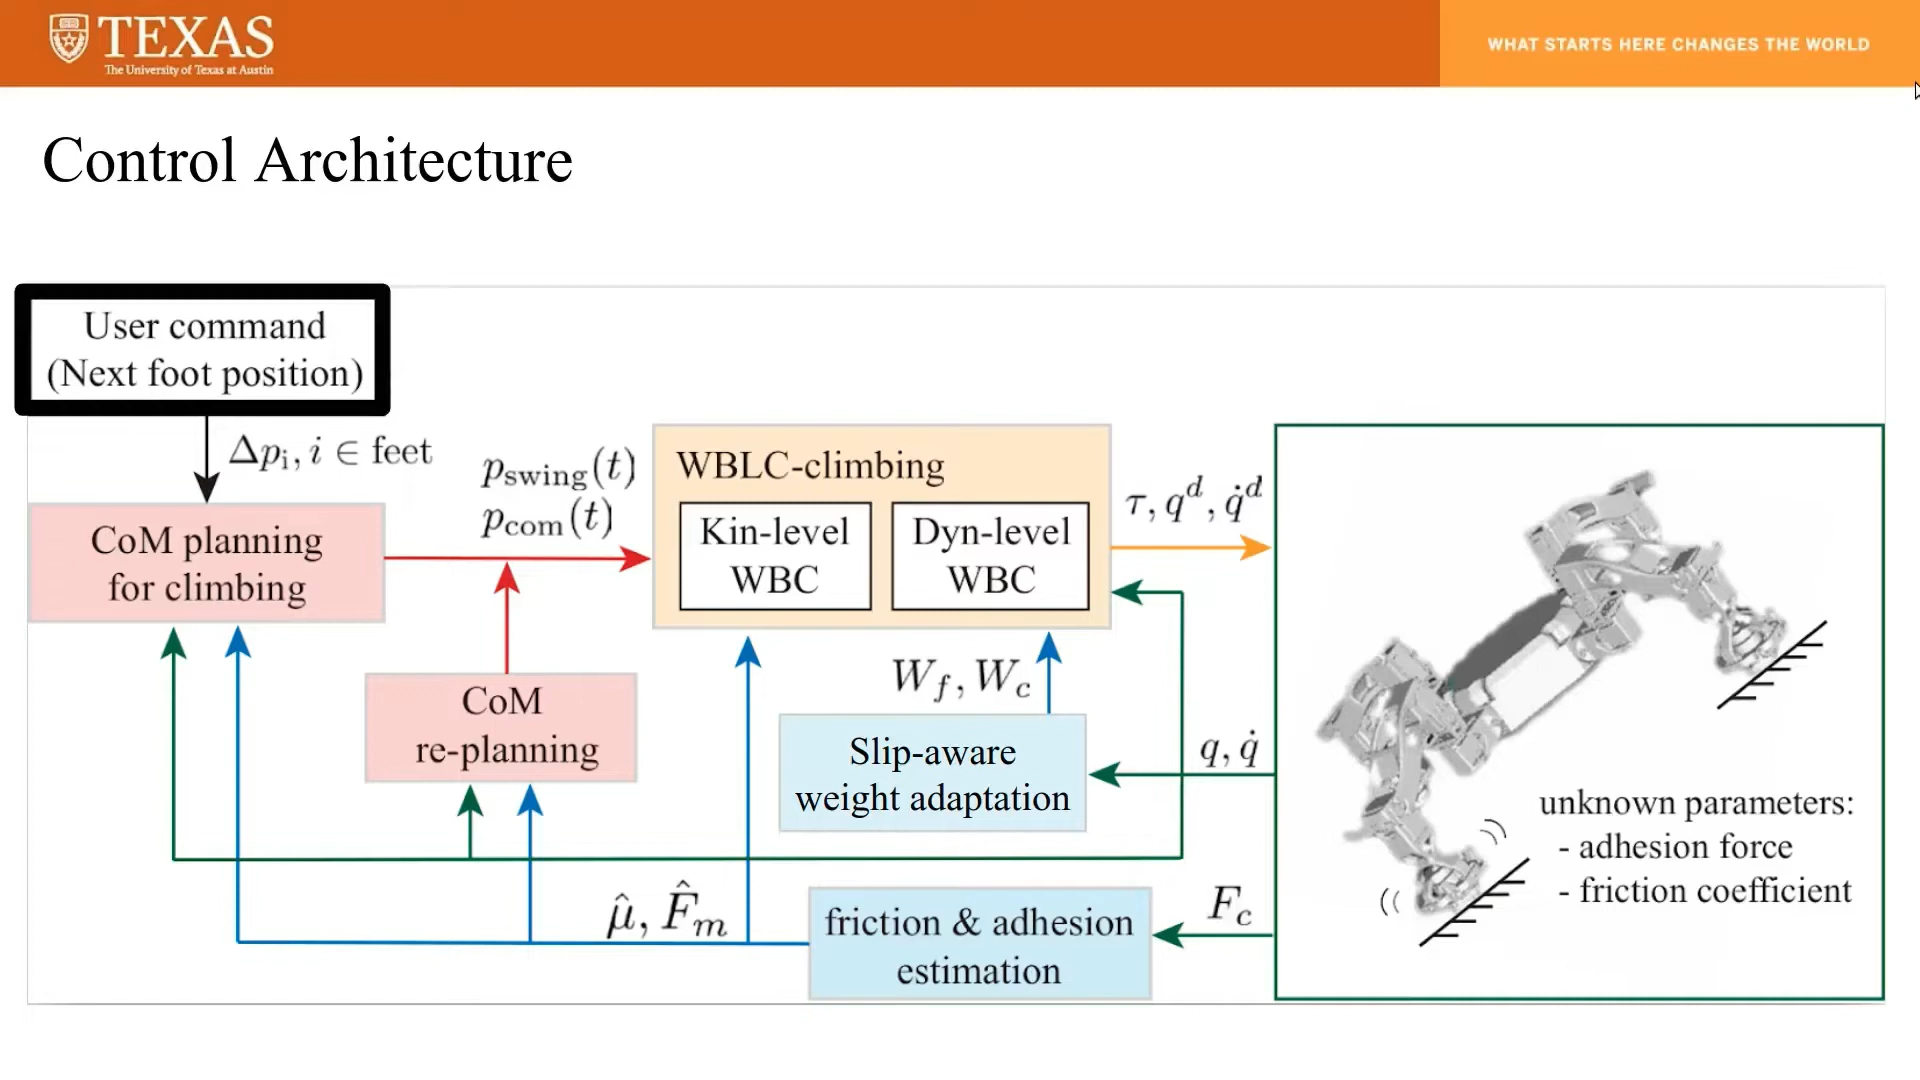 TEXAS
The University of Texas at Austin
WHAT STARTS HERE CHANGES THE WORLD
Control Architecture
User command
(Next foot position)
Δp_i, i ∈ feet
p_swing(t)
p_com(t)
WBLC-climbing
Kin-level
WBC
Dyn-level
WBC
τ, q^d, q̇^d
CoM planning
for climbing
CoM
re-planning
W_f, W_c
Slip-aware
weight adaptation
q, q̇
unknown parameters:
- adhesion force
- friction coefficient
μ̂, F̂_m
friction & adhesion
estimation
F_c